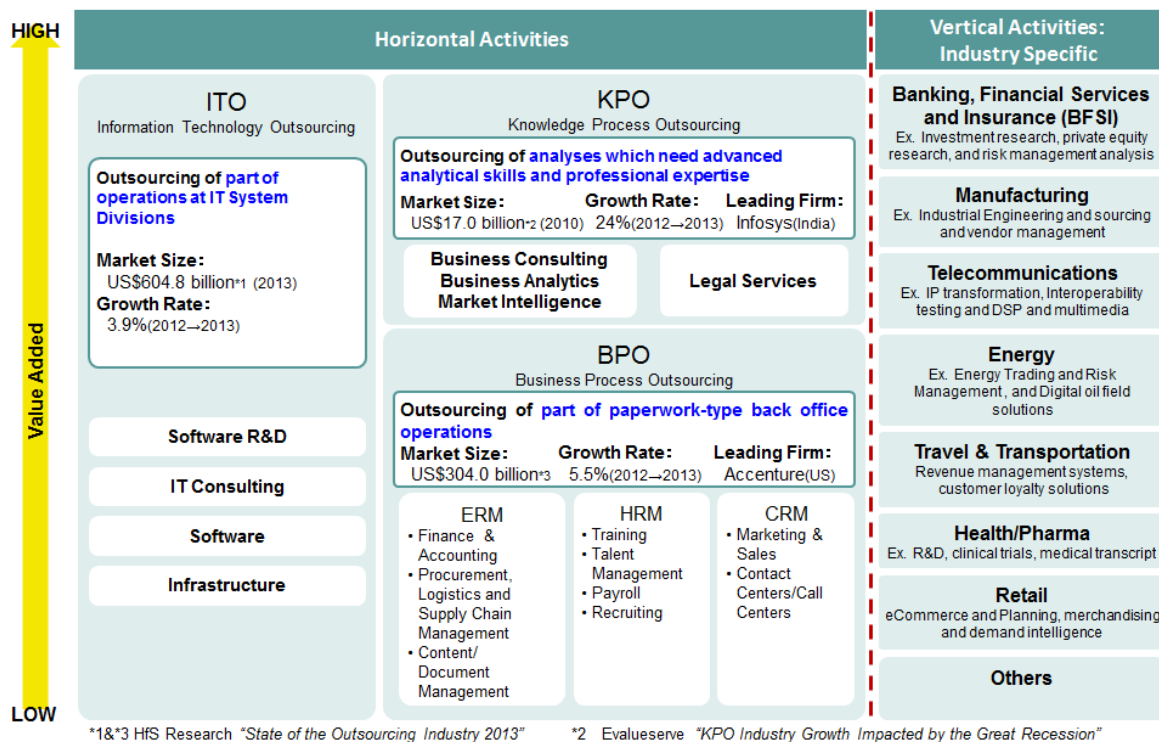 HIGH
Value Added
LOW
Horizontal Activities
ITO
Information Technology Outsourcing
Outsourcing of part of
operations at IT System
Divisions
Market Size:
US$604.8 billion*1 (2013)
Growth Rate:
3.9%(2012→2013)
Software R&D
IT Consulting
Software
Infrastructure
KPO
Knowledge Process Outsourcing
Outsourcing of analyses which need advanced
analytical skills and professional expertise
Market Size: Growth Rate: Leading Firm:
US$17.0 billion*2 (2010) 24%(2012→2013) Infosys(India)
Business Consulting
Business Analytics
Market Intelligence
Legal Services
BPO
Business Process Outsourcing
Outsourcing of part of paperwork-type back office
operations
Market Size: Growth Rate: Leading Firm:
US$304.0 billion*3 5.5%(2012→2013) Accenture(US)
ERM
• Finance &
Accounting
• Procurement,
Logistics and
Supply Chain
Management
• Content/
Document
Management
HRM
• Training
• Talent
Management
• Payroll
• Recruiting
CRM
• Marketing &
Sales
• Contact
Centers/Call
Centers
Vertical Activities:
Industry Specific
Banking, Financial Services
and Insurance (BFSI)
Ex. Investment research, private equity
research, and risk management analysis
Manufacturing
Ex. Industrial Engineering and sourcing
and vendor management
Telecommunications
Ex. IP transformation, Interoperability
testing and DSP and multimedia
Energy
Ex. Energy Trading and Risk
Management, and Digital oil field
solutions
Travel & Transportation
Revenue management systems,
customer loyalty solutions
Health/Pharma
Ex. R&D, clinical trials, medical transcript
Retail
eCommerce and Planning, merchandising
and demand intelligence
Others
*1&*3 HfS Research "State of the Outsourcing Industry 2013" *2 Evalueserve "KPO Industry Growth Impacted by the Great Recession"